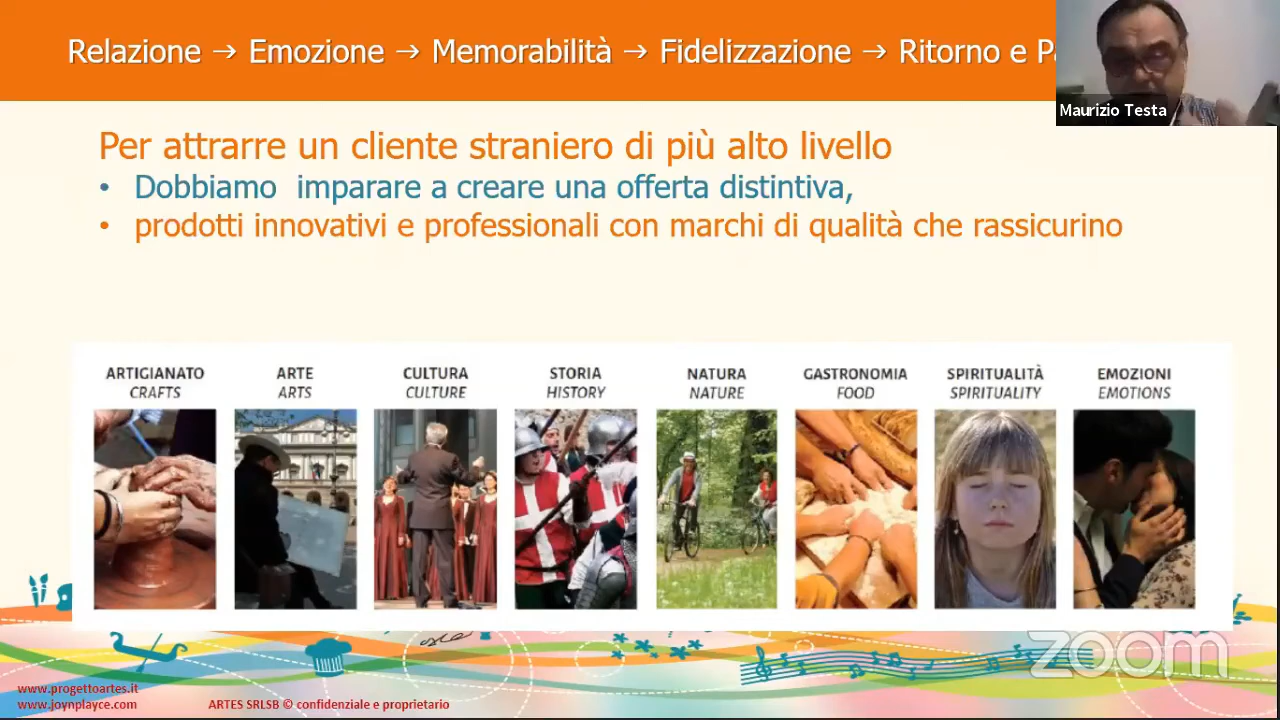 Relazione → Emozione → Memorabilità → Fidelizzazione → Ritorno e
Maurizio Testa
Per attrarre un cliente straniero di più alto livello
• Dobbiamo  imparare a creare una offerta distintiva,
• prodotti innovativi e professionali con marchi di qualità che rassicurino
ARTIGIANATO ARTE CULTURA STORIA NATURA GASTRONOMIA SPIRITUALITÀ EMOZIONI
CRAFTS ARTS CULTURE HISTORY NATURE FOOD SPIRITUALITY EMOTIONS
zoom
www.progettoartes.it
www.joynplayce.com ARTES SRLSB © confidenziale e proprietario